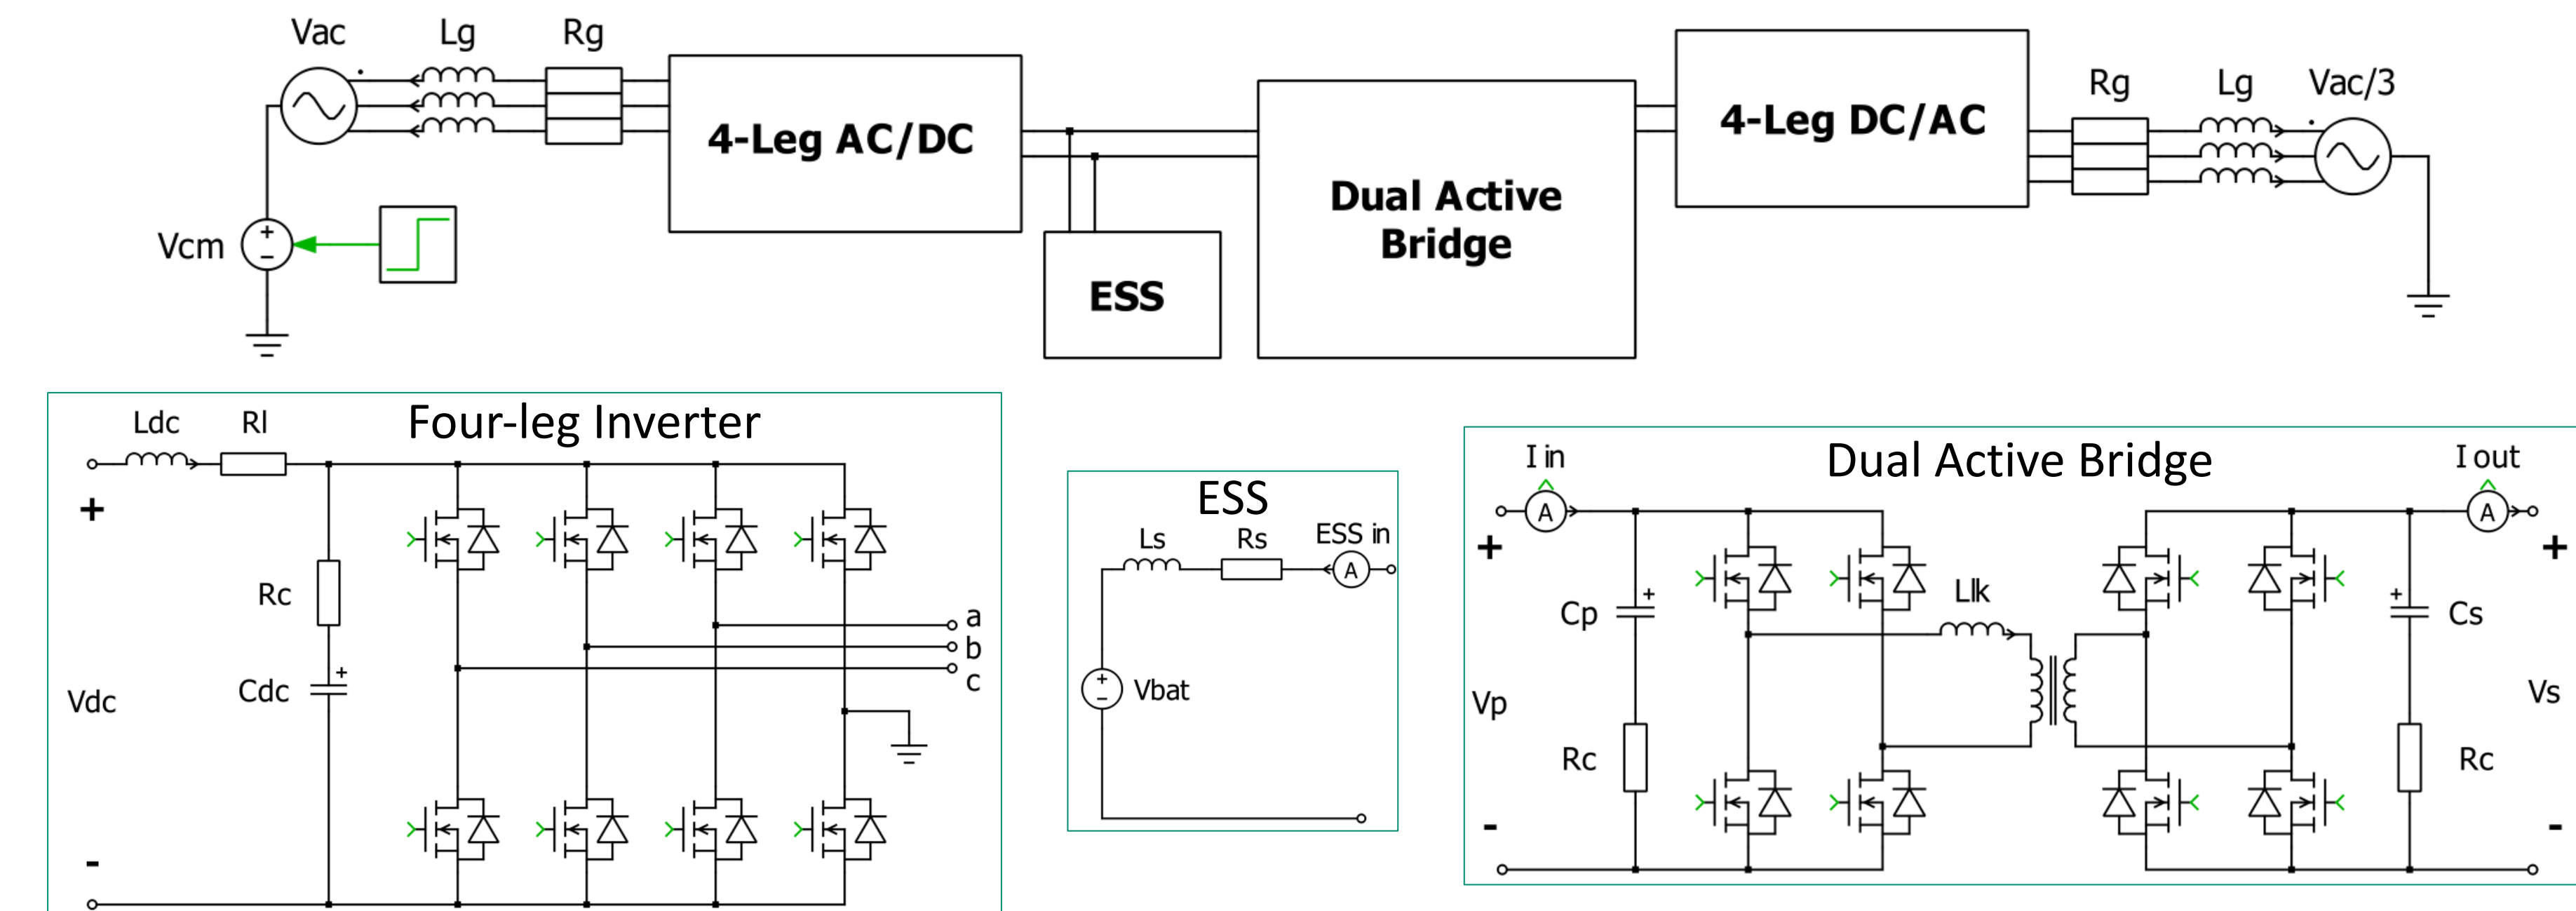 Vac Lg Rg
4-Leg AC/DC
Vcm
ESS
Dual Active
Bridge
4-Leg DC/AC
Rg Lg Vac/3
Four-leg Inverter
Ldc Rl
+
Rc
+
Cdc
Vdc
-
a
b
c
ESS
Ls Rs ESS in
A
+
-
Vbat
Dual Active Bridge
I in I out
A A
+ +
Llk
+ +
Cp Cs
Vp Vs
Rc Rc
- -